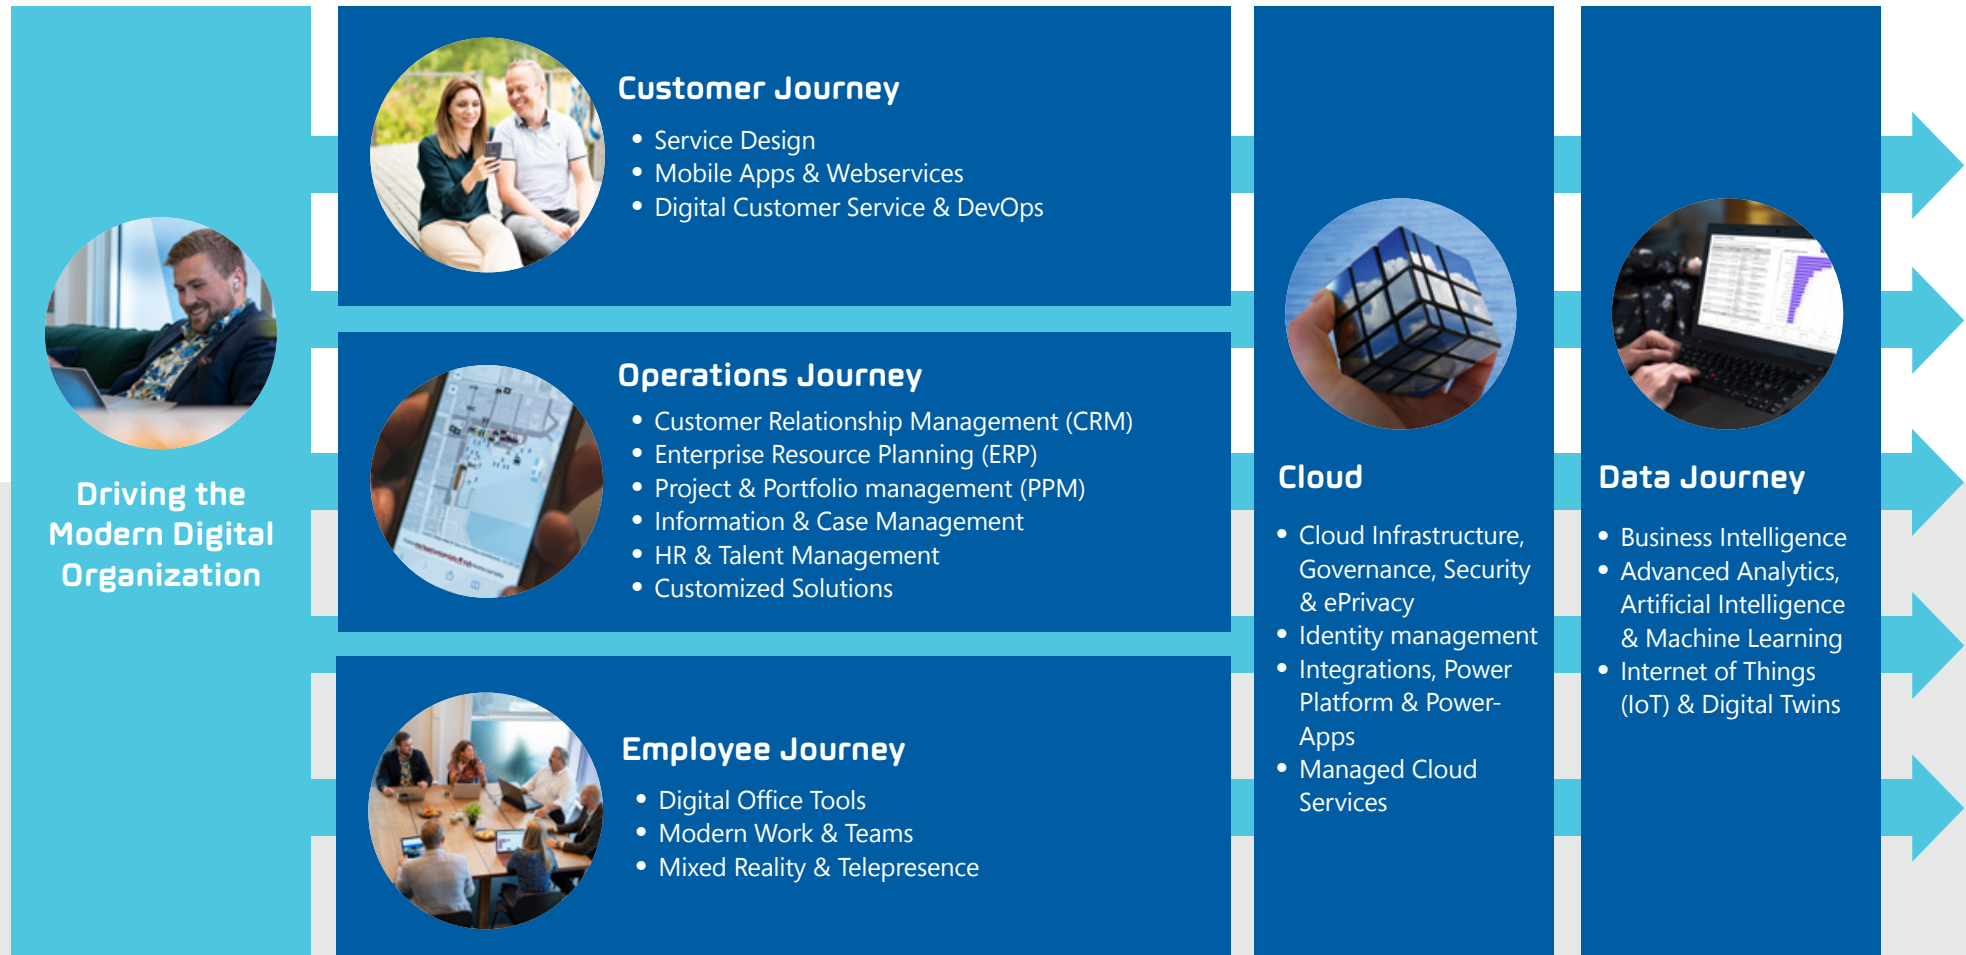 Driving the
Modern Digital
Organization
Customer Journey
• Service Design
• Mobile Apps & Webservices
• Digital Customer Service & DevOps
Operations Journey
• Customer Relationship Management (CRM)
• Enterprise Resource Planning (ERP)
• Project & Portfolio management (PPM)
• Information & Case Management
• HR & Talent Management
• Customized Solutions
Employee Journey
• Digital Office Tools
• Modern Work & Teams
• Mixed Reality & Telepresence
Cloud
• Cloud Infrastructure,
Governance, Security
& ePrivacy
• Identity management
• Integrations, Power
Platform & Power-
Apps
• Managed Cloud
Services
Data Journey
• Business Intelligence
• Advanced Analytics,
Artificial Intelligence
& Machine Learning
• Internet of Things
(IoT) & Digital Twins